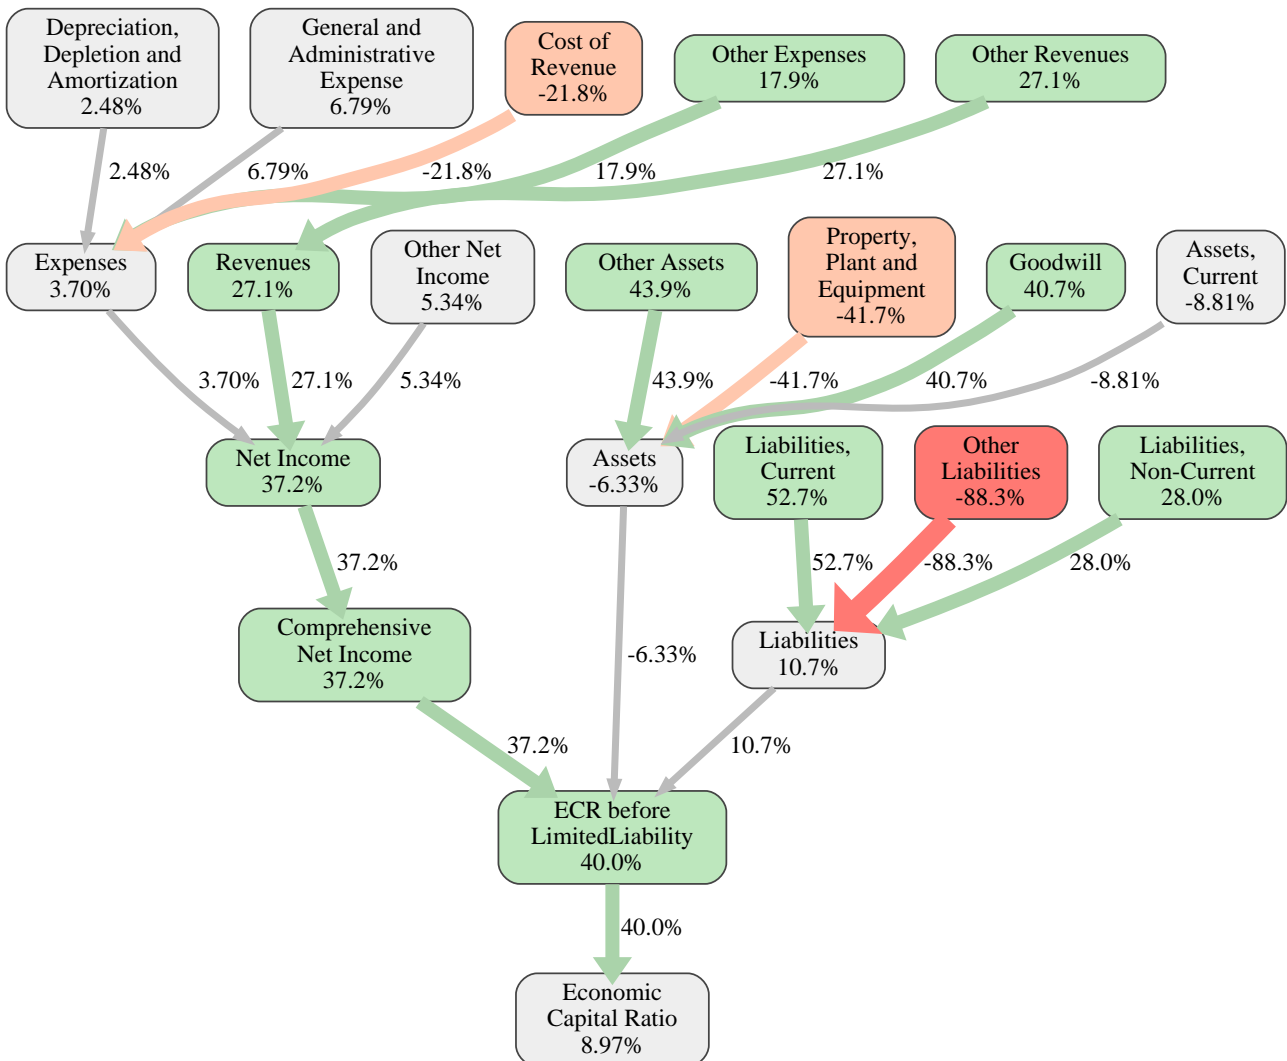 Depreciation,
Depletion and
Amortization
2.48%
General and
Administrative
Expense
6.79%
Cost of
Revenue
-21.8%
Other Expenses
17.9%
Other Revenues
27.1%
2.48%
6.79%
-21.8%
17.9%
27.1%
Expenses
3.70%
Revenues
27.1%
Other Net
Income
5.34%
Other Assets
43.9%
Property,
Plant and
Equipment
-41.7%
Goodwill
40.7%
Assets,
Current
-8.81%
3.70%
27.1%
5.34%
43.9%
-41.7%
40.7%
-8.81%
Net Income
37.2%
Assets
-6.33%
Liabilities,
Current
52.7%
Other
Liabilities
-88.3%
Liabilities,
Non-Current
28.0%
37.2%
52.7%
-88.3%
28.0%
Comprehensive
Net Income
37.2%
-6.33%
Liabilities
10.7%
37.2%
10.7%
ECR before
LimitedLiability
40.0%
40.0%
Economic
Capital Ratio
8.97%